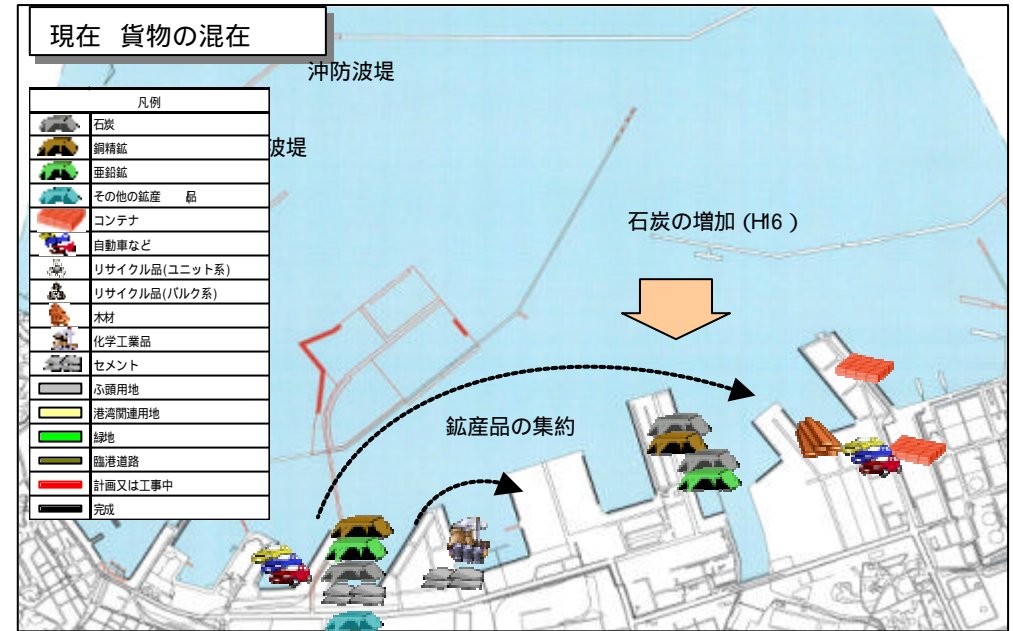 現在 貨物の混在
沖防波堤
波堤
凡例
石炭
銅精鉱
亜鉛鉱
その他の鉱産 品
コンテナ
自動車など
リサイクル品(ユニット系)
リサイクル品(バルク系)
木材
化学工業品
セメント
ふ頭用地
港湾関連用地
緑地
臨港道路
計画又は工事中
完成
石炭の増加 (H16 )
鉱産品の集約